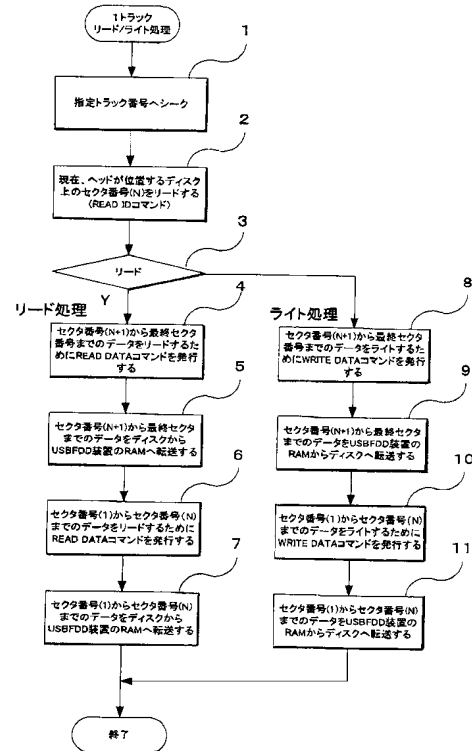 1トラック
リード/ライト処理
1
指定トラック番号へシーク
2
現在、ヘッドが位置するディスク
上のセクタ番号(N)をリードする
(READ IDコマンド)
3
リード
リード処理
Y
4
セクタ番号(N+1)から最終セクタ
番号までのデータをリードするた
めにREAD DATAコマンドを発行
する
5
セクタ番号(N+1)から最終セクタ
までのデータをディスクから
USBFDD装置のRAMへ転送する
6
セクタ番号(1)からセクタ番号(N)
までのデータをリードするために
READ DATAコマンドを発行する
7
セクタ番号(1)からセクタ番号(N)
までのデータをディスクから
USBFDD装置のRAMへ転送する
ライト処理
8
セクタ番号(N+1)から最終セクタ
番号までのデータをライトするた
めにWRITE DATAコマンドを発行
する
9
セクタ番号(N+1)から最終セクタ
までのデータをUSBFDD装置の
RAMからディスクへ転送する
10
セクタ番号(1)からセクタ番号(N)
までのデータをライトするために
WRITE DATAコマンドを発行する
11
セクタ番号(1)からセクタ番号(N)
までのデータをUSBFDD装置の
RAMからディスクへ転送する
終了